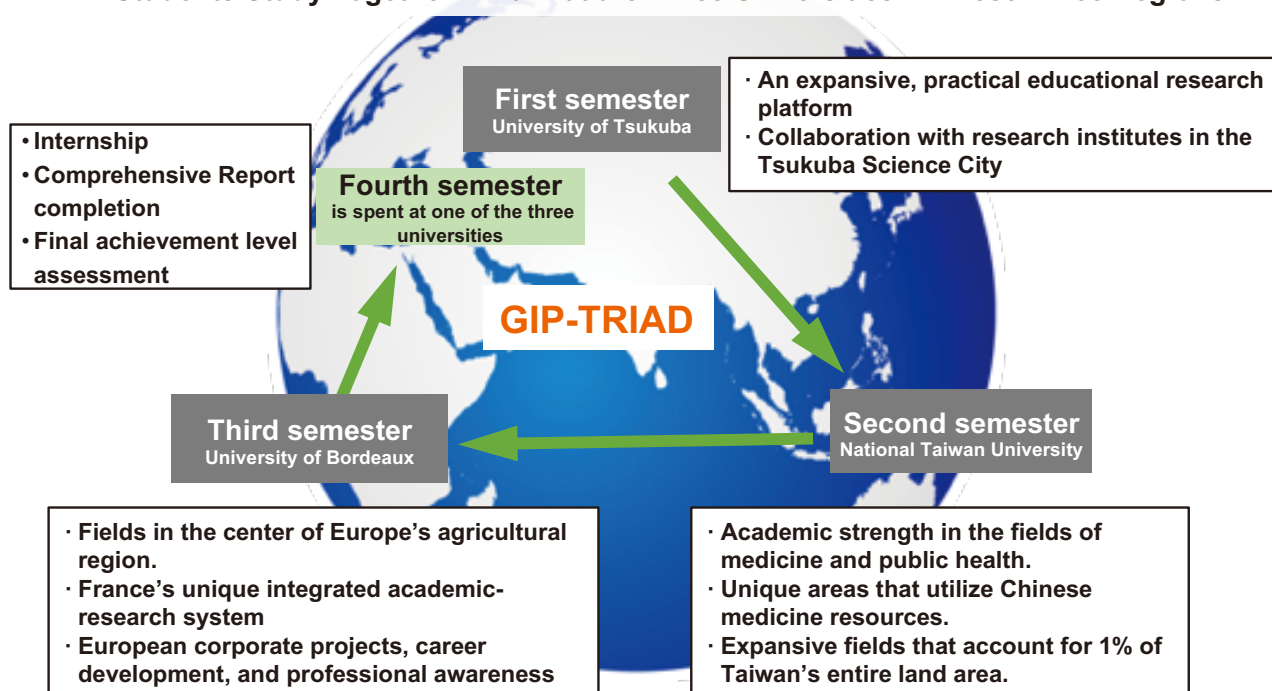 First semester
University of Tsukuba
· An expansive, practical educational research
platform
· Collaboration with research institutes in the
Tsukuba Science City
• Internship
• Comprehensive Report
completion
• Final achievement level
assessment
Fourth semester
is spent at one of the three
universities
GIP-TRIAD
Third semester
University of Bordeaux
Second semester
National Taiwan University
· Fields in the center of Europe’s agricultural
region.
· France’s unique integrated academic-
research system
· European corporate projects, career
development, and professional awareness
· Academic strength in the fields of
medicine and public health.
· Unique areas that utilize Chinese
medicine resources.
· Expansive fields that account for 1% of
Taiwan’s entire land area.